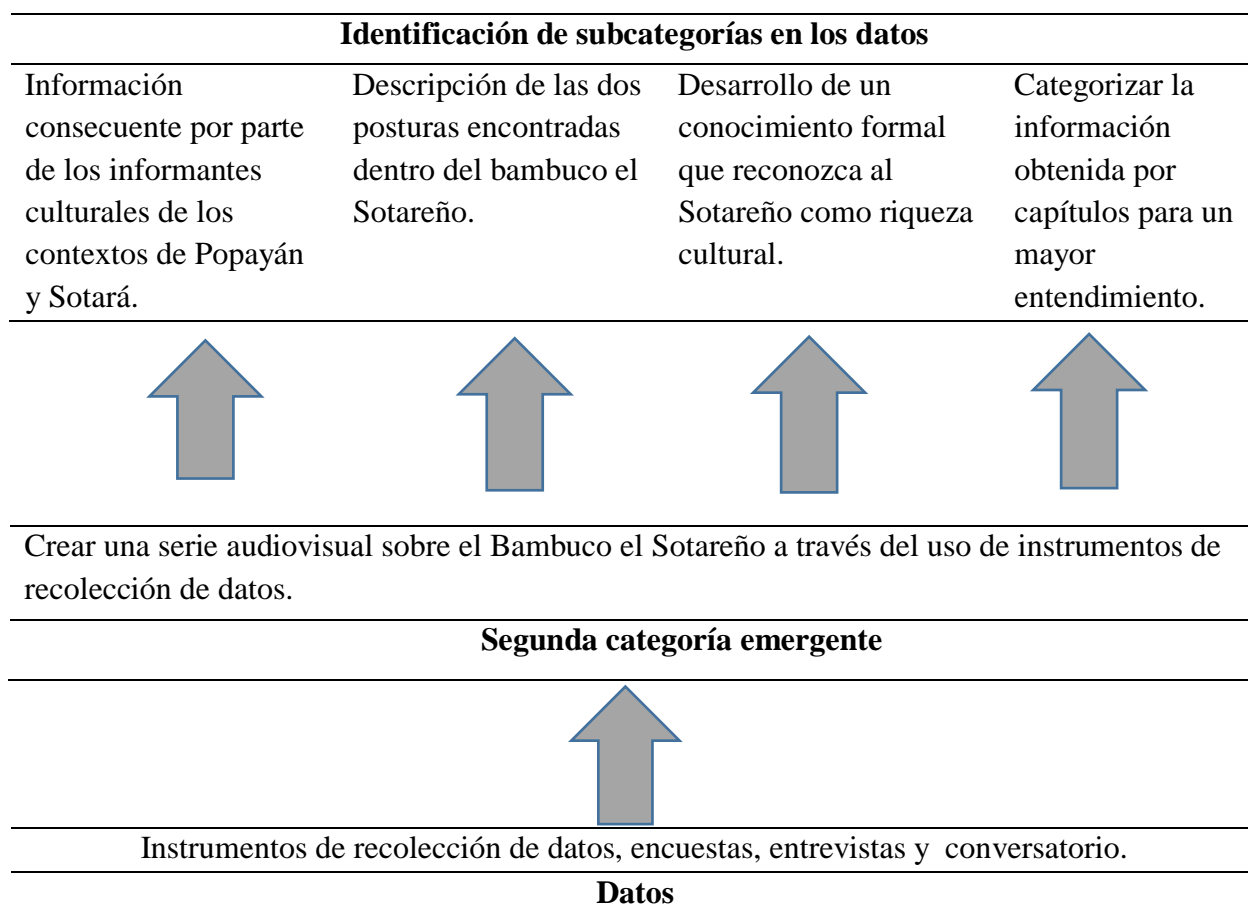 Identificación de subcategorías en los datos
Información
consecuente por parte
de los informantes
culturales de los
contextos de Popayán
y Sotará.
Descripción de las dos
posturas encontradas
dentro del bambuco el
Sotareño.
Desarrollo de un
conocimiento formal
que reconozca al
Sotareño como riqueza
cultural.
Categorizar la
información
obtenida por
capítulos para un
mayor
entendimiento.
Crear una serie audiovisual sobre el Bambuco el Sotareño a través del uso de instrumentos de
recolección de datos.
Segunda categoría emergente
Instrumentos de recolección de datos, encuestas, entrevistas y  conversatorio.
Datos